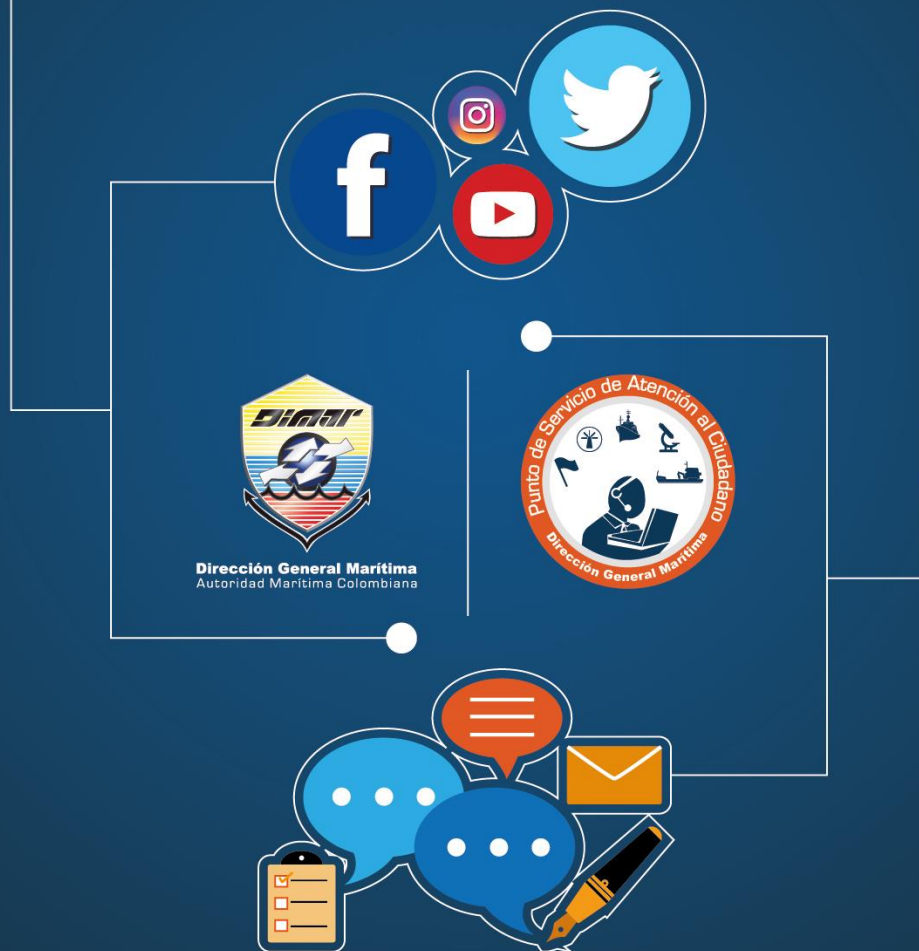 Dimar
Dirección General Marítima
Autoridad Marítima Colombiana
Punto de Servicio de Atención al Ciudadano
Dirección General Marítima